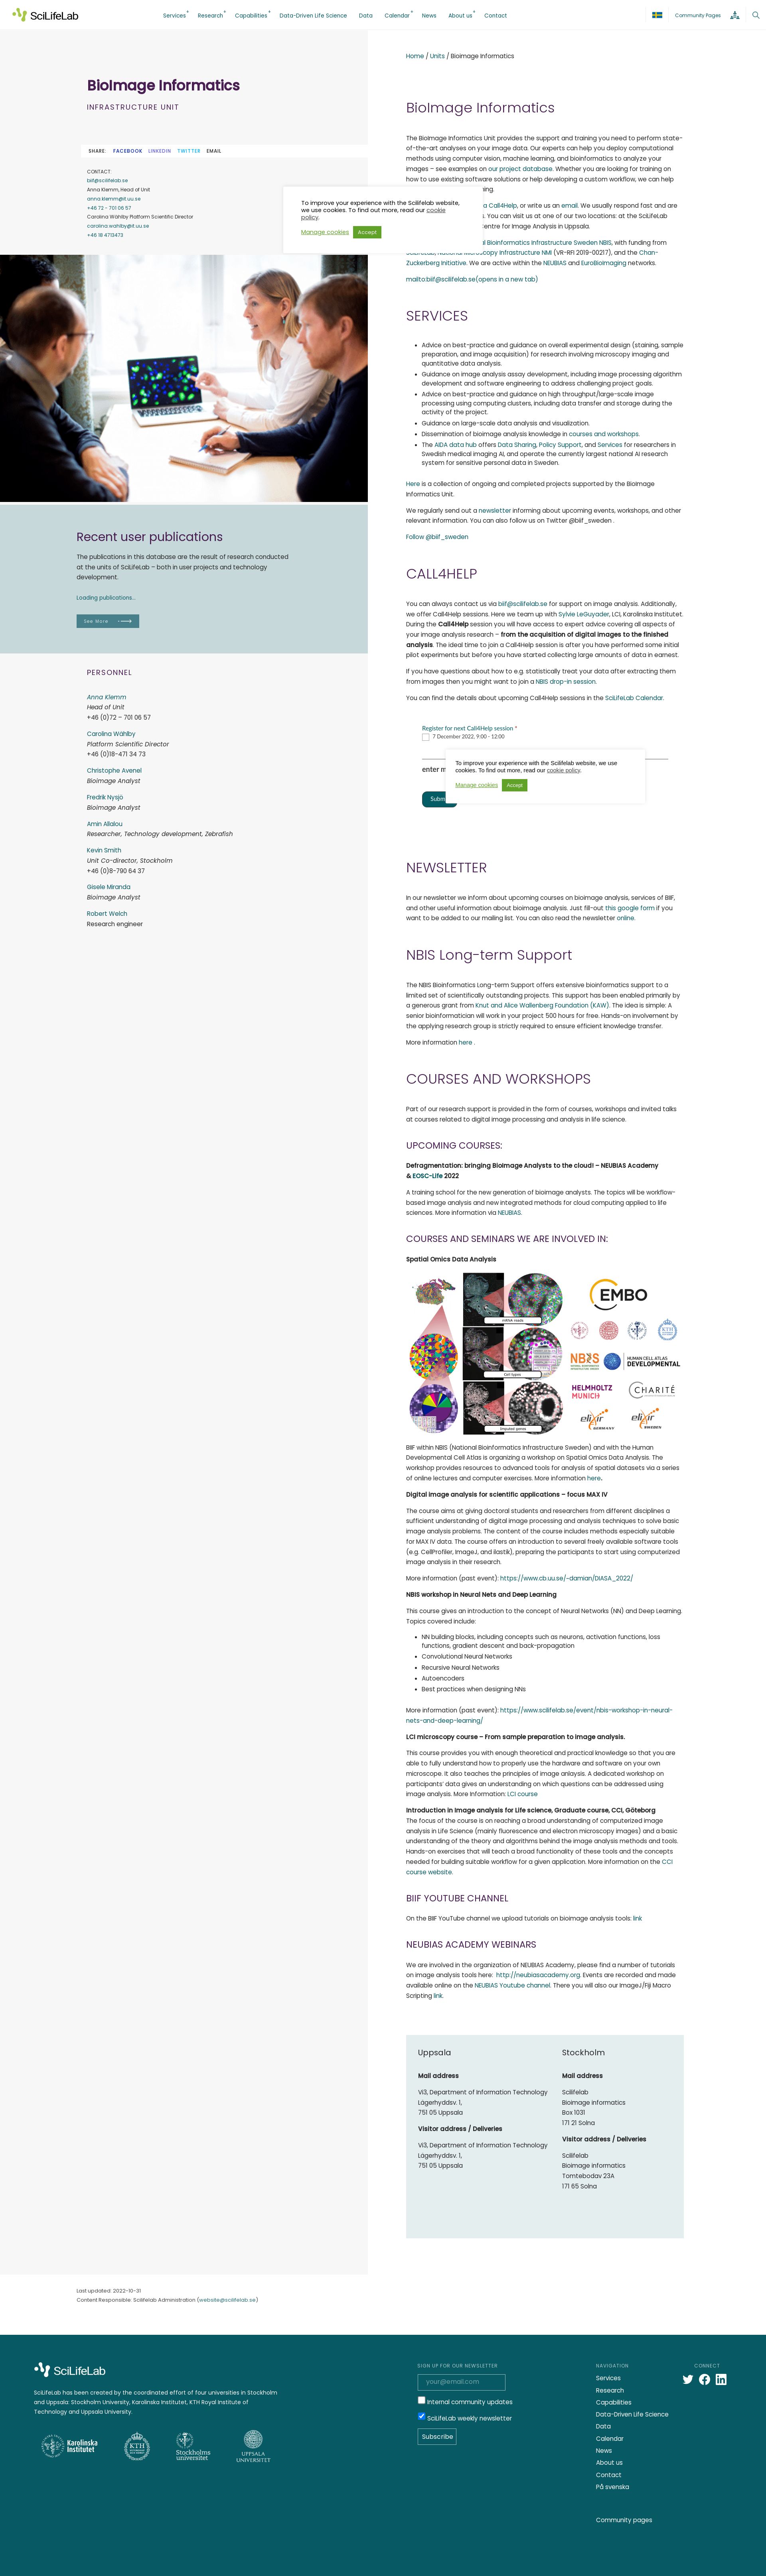 SciLifeLab
Services+ Research+ Capabilities+ Data-Driven Life Science Data Calendar+ News About us+ Contact
Community Pages
BioImage Informatics
INFRASTRUCTURE UNIT
SHARE: FACEBOOK LINKEDIN TWITTER EMAIL
CONTACT:
biif@scilifelab.se
Anna Klemm, Head of Unit
anna.klemm@it.uu.se
+46 72 - 701 06 57
Carolina Wählby Platform Scientific Director
carolina.wahlby@it.uu.se
+46 18 4713473
Recent user publications
The publications in this database are the result of research conducted
at the units of SciLifeLab – both in user projects and technology
development.
Loading publications...
See More
PERSONNEL
Anna Klemm
Head of Unit
+46 (0)72 – 701 06 57
Carolina Wählby
Platform Scientific Director
+46 (0)18-471 34 73
Christophe Avenel
BioImage Analyst
Fredrik Nysjö
Bioimage Analyst
Amin Allalou
Researcher, Technology development, Zebrafish
Kevin Smith
Unit Co-director, Stockholm
+46 (0)8-790 64 37
Gisele Miranda
BioImage Analyst
Robert Welch
Research engineer
Home / Units / BioImage Informatics
BioImage Informatics
The BioImage Informatics Unit provides the support and training you need to perform state-
of-the-art analyses on your image data. Our experts can help you deploy computational
methods using computer vision, machine learning, and bioinformatics to analyze your
images – see examples on our project database. Whether you are looking for training on
how to use existing software solutions or help developing a custom workflow, we can help
a Call4Help, or write us an email. We usually respond fast and are
You can visit us at one of our two locations: at the SciLifeLab
entre for Image Analysis in Uppsala.
al Bioinformatics Infrastructure Sweden NBIS, with funding from
SciLifeLab, National Microscopy Infrastructure NMI (VR-RFI 2019-00217), and the Chan-
Zuckerberg initiative. We are active within the NEUBIAS and EuroBioImaging networks.
mailto:biif@scilifelab.se(opens in a new tab)
To improve your experience with the Scilifelab website,
we use cookies. To find out more, read our cookie
policy.
Manage cookies Accept
SERVICES
• Advice on best-practice and guidance on overall experimental design (staining, sample
preparation, and image acquisition) for research involving microscopy imaging and
quantitative data analysis.
• Guidance on image analysis assay development, including image processing algorithm
development and software engineering to address challenging project goals.
• Advice on best-practice and guidance on high throughput/large-scale image
processing using computing clusters, including data transfer and storage during the
activity of the project.
• Guidance on large-scale data analysis and visualization.
• Dissemination of bioimage analysis knowledge in courses and workshops.
• The AIDA data hub offers Data Sharing, Policy Support, and Services for researchers in
Swedish medical imaging AI, and operate the currently largest national AI research
system for sensitive personal data in Sweden.
Here is a collection of ongoing and completed projects supported by the BioImage
Informatics Unit.
We regularly send out a newsletter informing about upcoming events, workshops, and other
relevant information. You can also follow us on Twitter @biif_sweden .
Follow @biif_sweden
CALL4HELP
You can always contact us via biif@scilifelab.se for support on image analysis. Additionally,
we offer Call4Help sessions. Here we team up with Sylvie LeGuyader, LCI, Karolinska Institutet.
During the Call4Help session you will have access to expert advice covering all aspects of
your image analysis research – from the acquisition of digital images to the finished
analysis. The ideal time to join a Call4Help session is after you have performed some initial
pilot experiments but before you have started collecting large amounts of data in earnest.
If you have questions about how to e.g. statistically treat your data after extracting them
from images then you might want to join a NBIS drop-in session.
You can find the details about upcoming Call4Help sessions in the SciLifeLab Calendar.
Register for next Call4Help session *
7 December 2022, 9:00 - 12:00
enter m
Subm
To improve your experience with the Scilifelab website, we use
cookies. To find out more, read our cookie policy.
Manage cookies Accept
NEWSLETTER
In our newsletter we inform about upcoming courses on bioimage analysis, services of BIIF,
and other useful information about bioimage analysis. Just fill-out this google form if you
want to be added to our mailing list. You can also read the newsletter online.
NBIS Long-term Support
The NBIS Bioinformatics Long-term Support offers extensive bioinformatics support to a
limited set of scientifically outstanding projects. This support has been enabled primarily by
a generous grant from Knut and Alice Wallenberg Foundation (KAW). The idea is simple: a
senior bioinformatician will work in your project 500 hours for free. Hands-on involvement by
the applying research group is strictly required to ensure efficient knowledge transfer.
More information here .
COURSES AND WORKSHOPS
Part of our research support is provided in the form of courses, workshops and invited talks
at courses related to digital image processing and analysis in life science.
UPCOMING COURSES:
Defragmentation: bringing BioImage Analysts to the cloud! – NEUBIAS Academy
& EOSC-Life 2022
A training school for the new generation of bioimage analysts. The topics will be workflow-
based image analysis and new integrated methods for cloud computing applied to life
sciences. More information via NEUBIAS.
COURSES AND SEMINARS WE ARE INVOLVED IN:
Spatial Omics Data Analysis
mRNA reads
Cell types
Imputed genes
EMBO
KTH
NBIS
HUMAN CELL ATLAS
DEVELOPMENTAL
HELMHOLTZ
MUNICH
CHARITÉ
elixir
GERMANY
elixir
SWEDEN
BIIF within NBIS (National Bioinformatics Infrastructure Sweden) and with the Human
Developmental Cell Atlas is organizing a workshop on Spatial Omics Data Analysis. The
workshop provides resources to advanced tools for analysis of spatial datasets via a series
of online lectures and computer exercises. More information here.
Digital image analysis for scientific applications – focus MAX IV
The course aims at giving doctoral students and researchers from different disciplines a
sufficient understanding of digital image processing and analysis techniques to solve basic
image analysis problems. The content of the course includes methods especially suitable
for MAX IV data. The course offers an overview of several freely available software tools
(e.g. CellProfiler, ImageJ, and ilastik), preparing the participants to start using computerized
image analysis in their research.
More information (past event): https://www.cb.uu.se/~damian/DIASA_2022/
NBIS workshop in Neural Nets and Deep Learning
This course gives an introduction to the concept of Neural Networks (NN) and Deep Learning.
Topics covered include:
• NN building blocks, including concepts such as neurons, activation functions, loss
functions, gradient descent and back-propagation
• Convolutional Neural Networks
• Recursive Neural Networks
• Autoencoders
• Best practices when designing NNs
More information (past event): https://www.scilifelab.se/event/nbis-workshop-in-neural-
nets-and-deep-learning/
LCI microscopy course – From sample preparation to image analysis.
This course provides you with enough theoretical and practical knowledge so that you are
able to fully understand how to properly use the hardware and software on your own
microscope. It also teaches the principles of image anlaysis. A dedicated workshop on
participants’ data gives an understanding on which questions can be addressed using
image analysis. More Information: LCI course
Introduction in Image analysis for Life science, Graduate course, CCI, Göteborg
The focus of the course is on reaching a broad understanding of computerized image
analysis in Life Science (mainly fluorescence and electron microscopy images) and a basic
understanding of the theory and algorithms behind the image analysis methods and tools.
Hands-on exercises that will teach a broad functionality of these tools and the concepts
needed for building suitable workflow for a given application. More information on the CCI
course website.
BIIF YOUTUBE CHANNEL
On the BIIF YouTube channel we upload tutorials on bioimage analysis tools: link
NEUBIAS ACADEMY WEBINARS
We are involved in the organization of NEUBIAS Academy, please find a number of tutorials
on image analysis tools here: http://neubiasacademy.org. Events are recorded and made
available online on the NEUBIAS Youtube channel. There you will also our ImageJ/Fiji Macro
Scripting link.
Uppsala
Mail address
Vi3, Department of Information Technology
Lägerhyddsv. 1,
751 05 Uppsala
Visitor address / Deliveries
Vi3, Department of Information Technology
Lägerhyddsv. 1,
751 05 Uppsala
Stockholm
Mail address
Scilifelab
Bioimage informatics
Box 1031
171 21 Solna
Visitor address / Deliveries
Scilifelab
Bioimage informatics
Tomtebodav 23A
171 65 Solna
Last updated: 2022-10-31
Content Responsible: Scilifelab Administration (website@scilifelab.se)
SciLifeLab
SciLifeLab has been created by the coordinated effort of four universities in Stockholm
and Uppsala: Stockholm University, Karolinska Institutet, KTH Royal Institute of
Technology and Uppsala University.
Karolinska
Institutet
KTH
Stockholms
universitet
UPPSALA
UNIVERSITET
SIGN UP FOR OUR NEWSLETTER
your@email.com
Internal community updates
SciLifeLab weekly newsletter
Subscribe
NAVIGATION
Services
Research
Capabilities
Data-Driven Life Science
Data
Calendar
News
About us
Contact
På svenska
Community pages
CONNECT